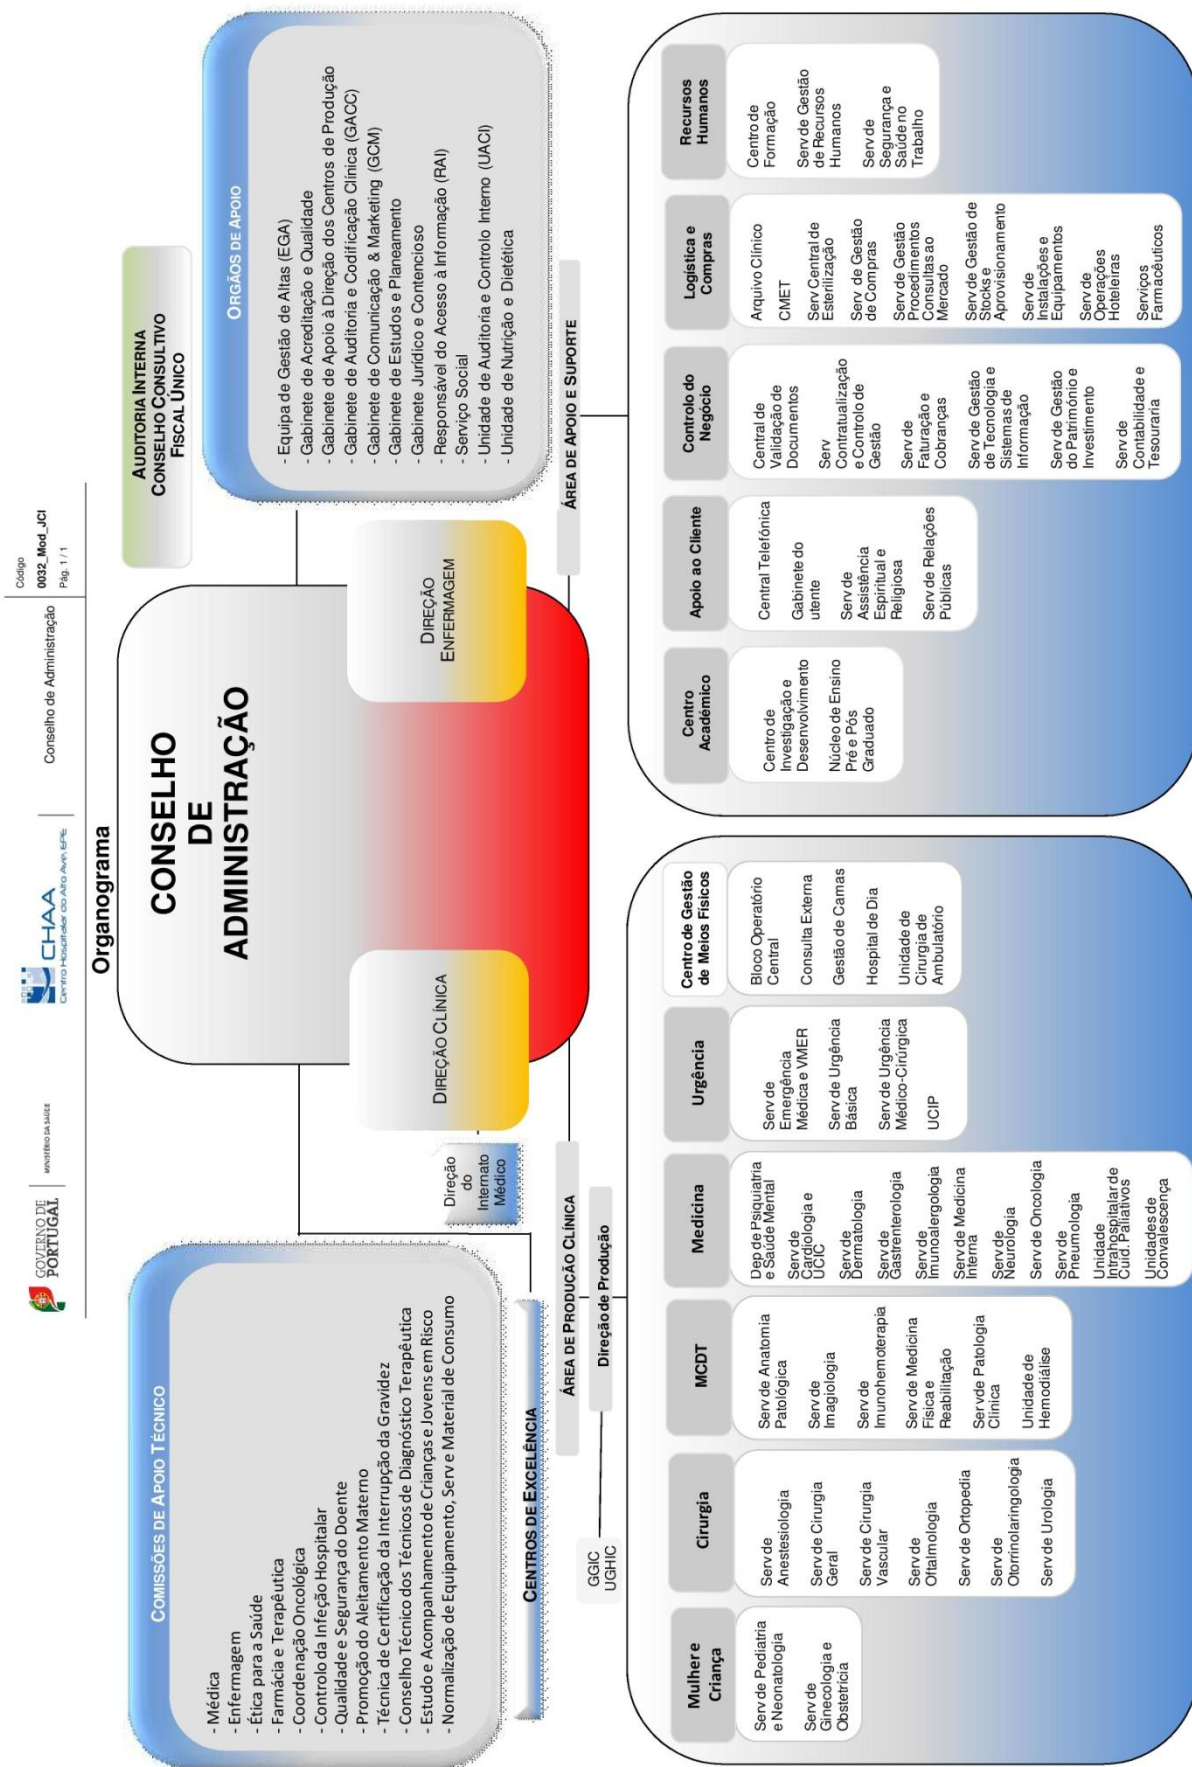 GOVERNO DE
PORTUGAL
MINISTÉRIO DA SAÚDE
CHAA
Centro Hospitalar do Alto Ave, EPE
Conselho de Administração
Código
0032_Mod_JCI
Pág. 1 / 1
Organograma
CONSELHO
DE
ADMINISTRAÇÃO
DIREÇÃO CLÍNICA
DIREÇÃO
ENFERMAGEM
AUDITORIA INTERNA
CONSELHO CONSULTIVO
FISCAL ÚNICO
COMISSÕES DE APOIO TÉCNICO
- Médica
- Enfermagem
- Ética para a Saúde
- Farmácia e Terapêutica
- Coordenação Oncológica
- Controlo da Infeção Hospitalar
- Qualidade e Segurança do Doente
- Promoção do Aleitamento Materno
- Técnica de Certificação da Interrupção da Gravidez
- Conselho Técnico dos Técnicos de Diagnóstico Terapêutica
- Estudo e Acompanhamento de Crianças e Jovens em Risco
- Normalização de Equipamento, Serv e Material de Consumo
Direção
do
Internato
Médico
ORGÃOS DE APOIO
- Equipa de Gestão de Altas (EGA)
- Gabinete de Acreditação e Qualidade
- Gabinete de Apoio à Direção dos Centros de Produção
- Gabinete de Auditoria e Codificação Clínica (GACC)
- Gabinete de Comunicação & Marketing (GCM)
- Gabinete de Estudos e Planeamento
- Gabinete Jurídico e Contencioso
- Responsável do Acesso à Informação (RAI)
- Serviço Social
- Unidade de Auditoria e Controlo Interno (UACI)
- Unidade de Nutrição e Dietética
CENTROS DE EXCELÊNCIA
ÁREA DE PRODUÇÃO CLÍNICA
ÁREA DE APOIO E SUPORTE
Direção de Produção
GGIC
UGHIC
Mulher e
Criança
Serv de Pediatria
e Neonatologia
Serv de
Ginecologia e
Obstetrícia
Cirurgia
Serv de
Anestesiologia
Serv de Cirurgia
Geral
Serv de Cirurgia
Vascular
Serv de
Oftalmologia
Serv de Ortopedia
Serv de
Otorrinolaringologia
Serv de Urologia
MCDT
Serv de Anatomia
Patológica
Serv de
Imagiologia
Serv de
Imunohemoterapia
Serv de Medicina
Física e
Reabilitação
Serv de Patologia
Clinica
Unidade de
Hemodiálise
Medicina
Dep de Psiquiatria
e Saúde Mental
Serv de
Cardiologia e
UCIC
Serv de
Dermatologia
Serv de
Gastrenterologia
Serv de
Imunoalergologia
Serv de Medicina
Interna
Serv de
Neurologia
Serv de Oncologia
Serv de
Pneumologia
Unidade
Intrahospitalar de
Cuid. Paliativos
Unidades de
Convalescença
Urgência
Serv de
Emergência
Médica e VMER
Serv de Urgência
Básica
Serv de Urgência
Médico-Cirúrgica
UCIP
Centro de Gestão
de Meios Físicos
Bloco Operatório
Central
Consulta Externa
Gestão de Camas
Hospital de Dia
Unidade de
Cirurgia de
Ambulatório
Centro
Académico
Centro de
Investigação e
Desenvolvimento
Núcleo de Ensino
Pré e Pós
Graduado
Apoio ao Cliente
Central Telefónica
Gabinete do
utente
Serv de
Assistência
Espiritual e
Religiosa
Serv de Relações
Públicas
Controlo do
Negócio
Central de
Validação de
Documentos
Serv
Contratualização
e Controlo de
Gestão
Serv de
Faturação e
Cobranças
Serv de Gestão
de Tecnologia e
Sistemas de
Informação
Serv de Gestão
do Património e
Investimento
Serv de
Contabilidade e
Tesouraria
Logística e
Compras
Arquivo Clínico
CMET
Serv Central de
Esterilização
Serv de Gestão
de Compras
Serv de Gestão
Procedimentos
Consultas ao
Mercado
Serv de Gestão de
Stocks e
Aprovisionamento
Serv de
Instalações e
Equipamentos
Serv de
Operações
Hoteleiras
Serviços
Farmacêuticos
Recursos
Humanos
Centro de
Formação
Serv de Gestão
de Recursos
Humanos
Serv de
Segurança e
Saúde no
Trabalho